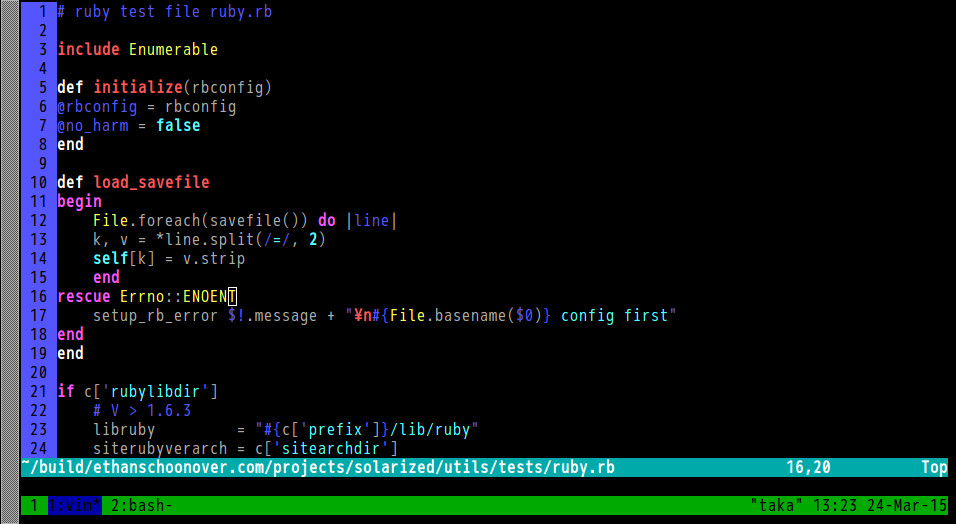 1 # ruby test file ruby.rb
2
3 include Enumerable
4
5 def initialize(rbconfig)
6 @rbconfig = rbconfig
7 @no_harm = false
8 end
9
10 def load_savefile
11 begin
12     File.foreach(savefile()) do |line|
13     k, v = *line.split(/=/, 2)
14     self[k] = v.strip
15     end
16 rescue Errno::ENOENT
17     setup_rb_error $!.message + "¥n#{File.basename($0)} config first"
18 end
19 end
20
21 if c['rubylibdir']
22     # V > 1.6.3
23     libruby         = "#{c['prefix']}/lib/ruby"
24     siterubyverarch = c['sitearchdir']
~/build/ethanschoonover.com/projects/solarized/utils/tests/ruby.rb 16,20 Top
1 1:vim* 2:bash- "taka" 13:23 24-Mar-15